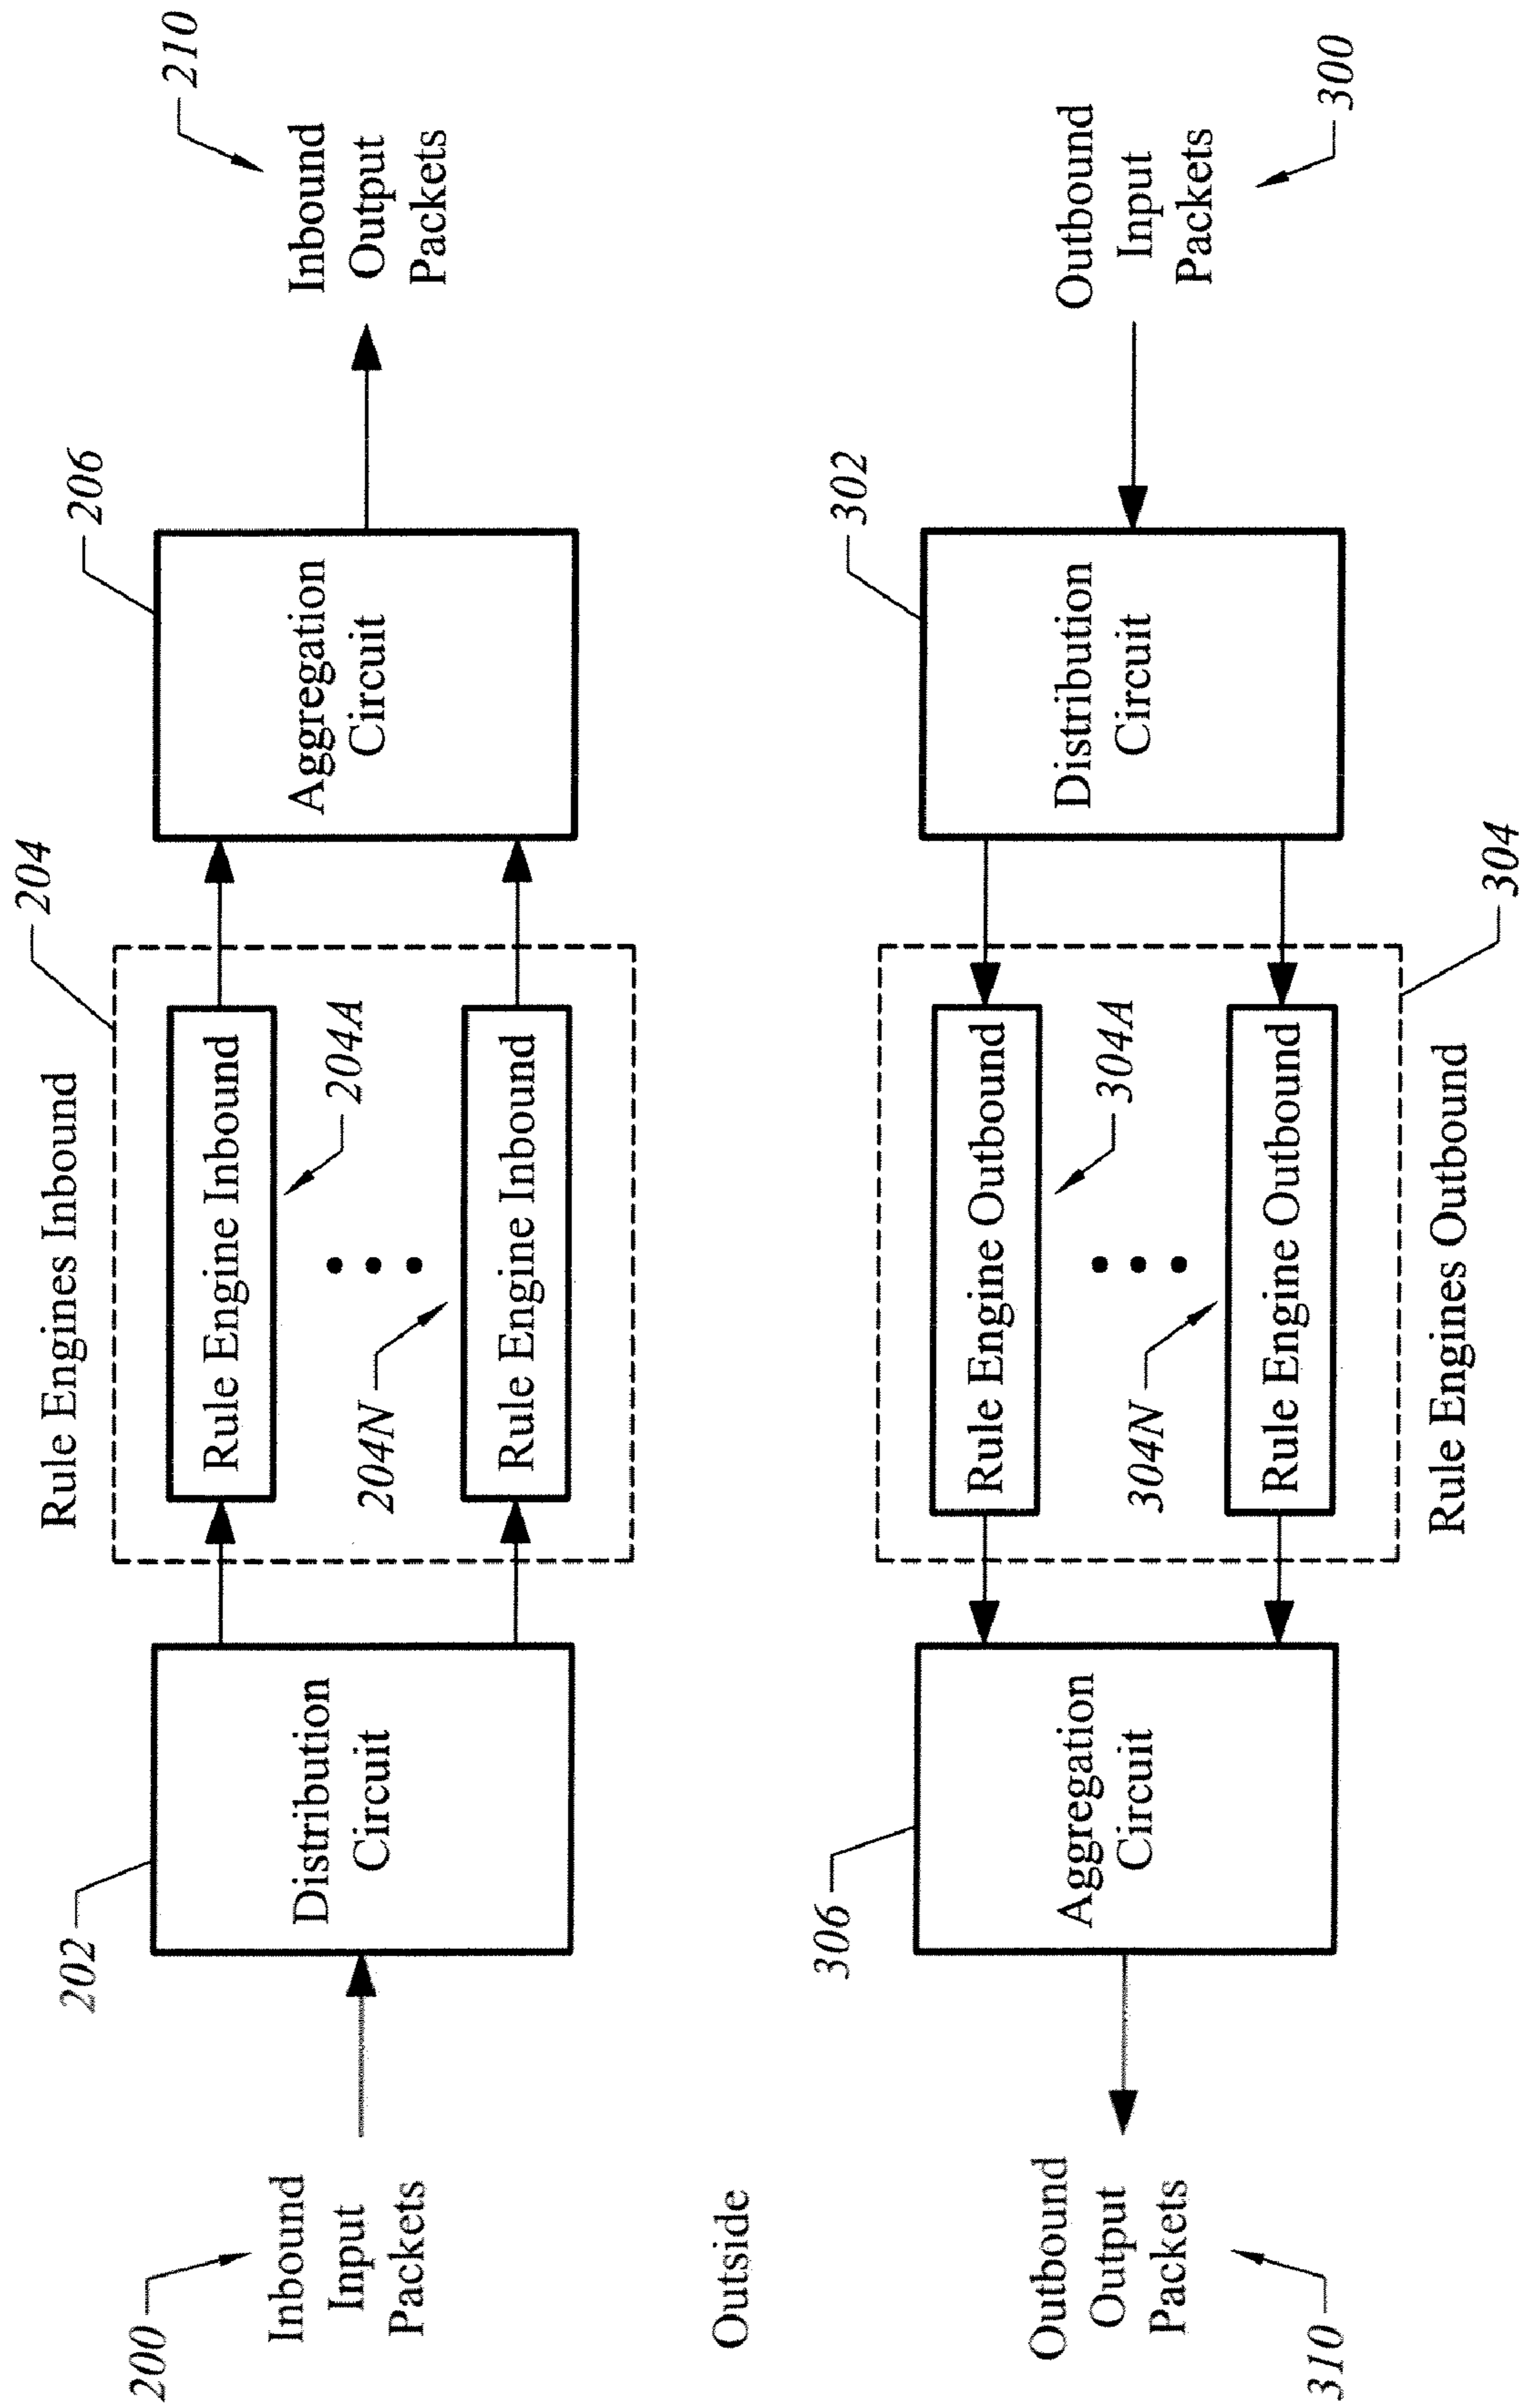 Rule Engines Inbound
204
206
210
202
200
Inbound
Input
Packets
Distribution
Circuit
Rule Engine Inbound
204A
204N
Rule Engine Inbound
Aggregation
Circuit
Inbound
Output
Packets
Outside
Outbound
Output
Packets
310
306
Aggregation
Circuit
Rule Engine Outbound
304A
304N
Rule Engine Outbound
Rule Engines Outbound
304
302
Distribution
Circuit
Outbound
Input
Packets
300